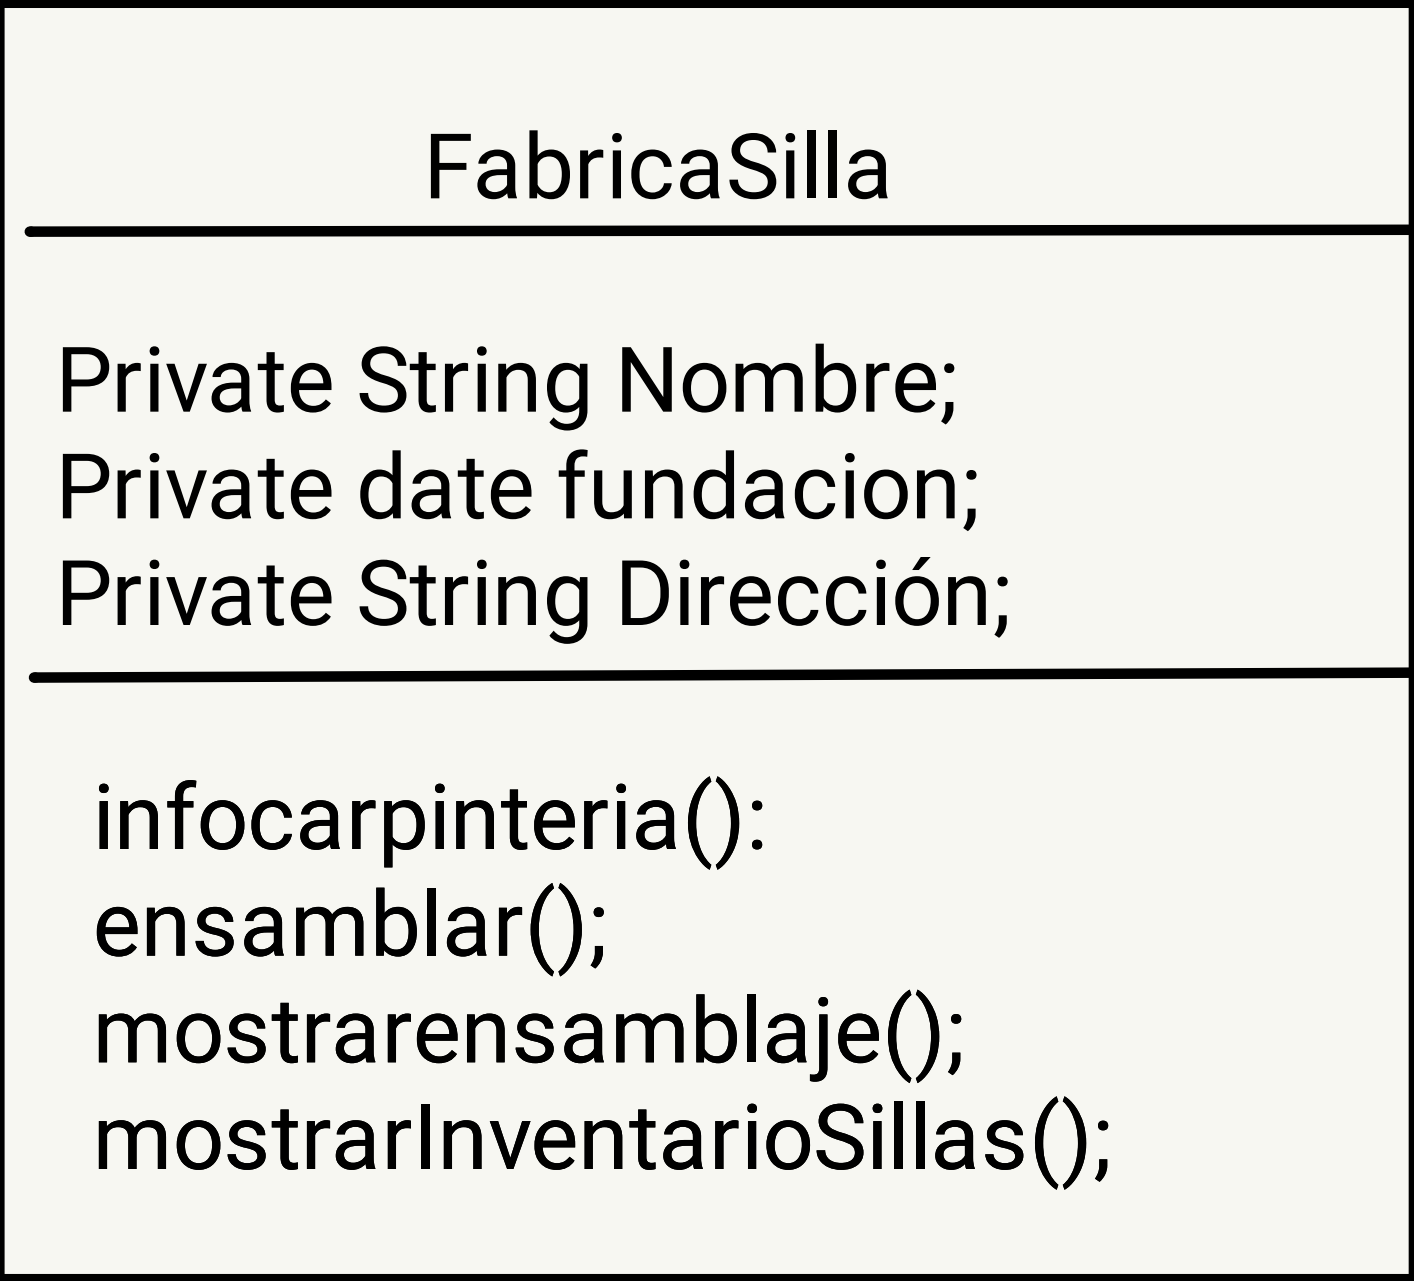 FabricaSilla
Private String Nombre;
Private date fundacion;
Private String Dirección;
infocarpinteria():
ensamblar();
mostrarensamblaje();
mostrarInventarioSillas();